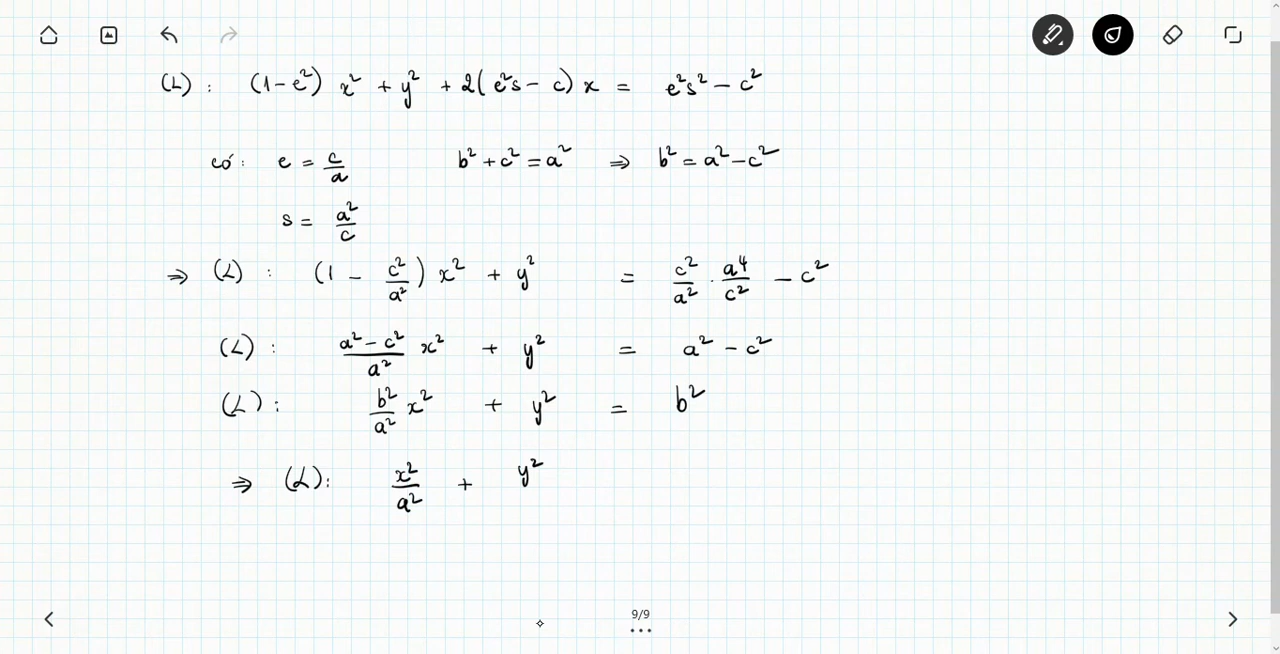 (L) : (1 - e²) x² + y² + 2(e²s - c) x = e²s² - c²
có: e = c/a b² + c² = a² ⇒ b² = a² - c²
s = a²/c
⇒ (L) : (1 - c²/a²) x² + y² = c²/a² . a⁴/c² - c²
(L) : (a² - c²)/a² x² + y² = a² - c²
(L) : b²/a² x² + y² = b²
⇒ (L) : x²/a² + y²
9/9